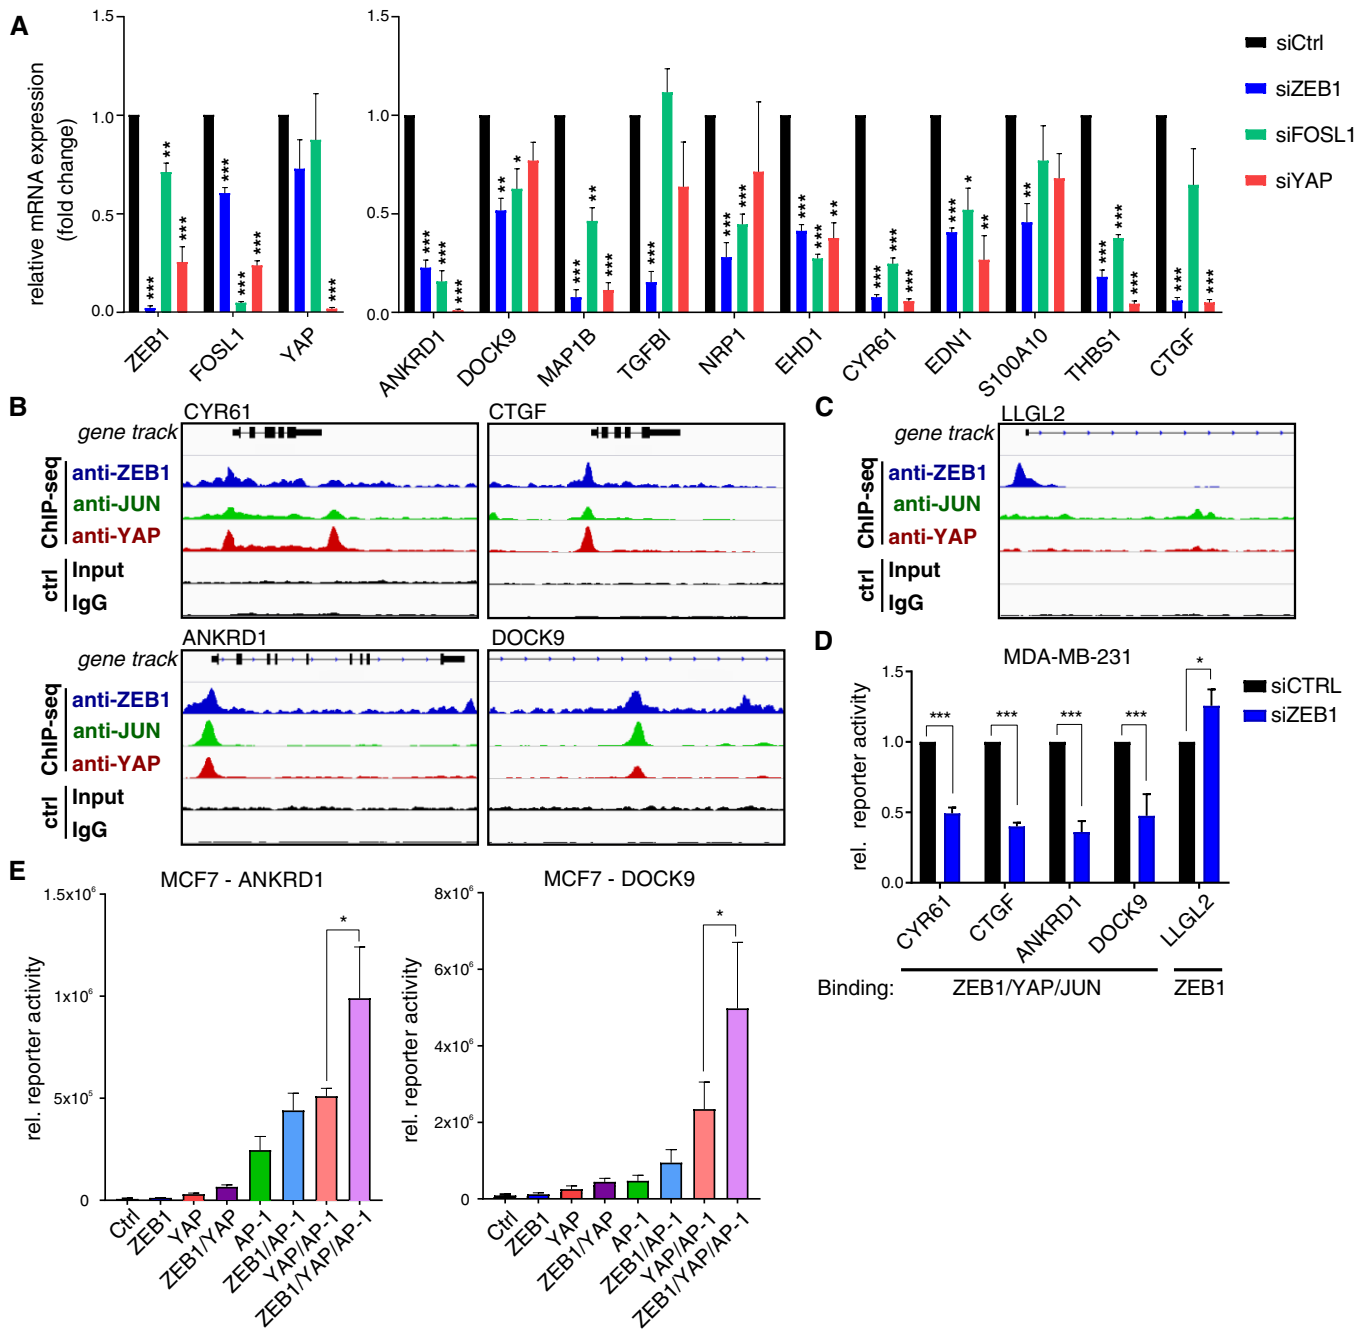 A
1.5
1.0
0.5
0.0
relative mRNA expression
(fold change)
***
**
***
***
***
***
***
ZEB1
FOSL1
YAP
1.5
1.0
0.5
0.0
***
***
***
**
*
***
**
***
***
***
***
***
***
**
***
***
***
***
*
**
**
***
***
***
***
***
ANKRD1
DOCK9
MAP1B
TGFBI
NRP1
EHD1
CYR61
EDN1
S100A10
THBS1
CTGF
siCtrl
siZEB1
siFOSL1
siYAP
B
CYR61
CTGF
gene track
ChIP-seq
anti-ZEB1
anti-JUN
anti-YAP
ctrl
Input
IgG
ANKRD1
DOCK9
gene track
ChIP-seq
anti-ZEB1
anti-JUN
anti-YAP
ctrl
Input
IgG
C
LLGL2
gene track
ChIP-seq
anti-ZEB1
anti-JUN
anti-YAP
ctrl
Input
IgG
D
MDA-MB-231
rel. reporter activity
1.5
1.0
0.5
0.0
***
***
***
***
*
siCTRL
siZEB1
CYR61
CTGF
ANKRD1
DOCK9
LLGL2
Binding:
ZEB1/YAP/JUN
ZEB1
E
MCF7 - ANKRD1
rel. reporter activity
1.5x10⁶
1x10⁶
5x10⁵
0
*
Ctrl
ZEB1
YAP
ZEB1/YAP
AP-1
ZEB1/AP-1
YAP/AP-1
ZEB1/YAP/AP-1
MCF7 - DOCK9
rel. reporter activity
8x10⁶
6x10⁶
4x10⁶
2x10⁶
0
*
Ctrl
ZEB1
YAP
ZEB1/YAP
AP-1
ZEB1/AP-1
YAP/AP-1
ZEB1/YAP/AP-1